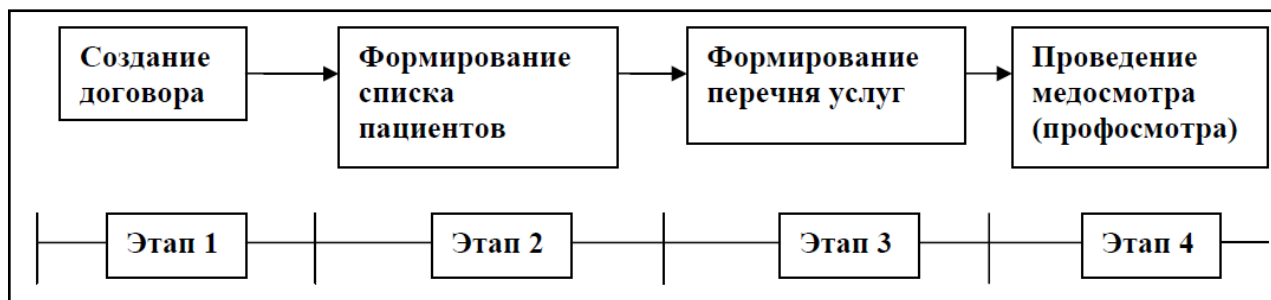 Создание
договора
Формирование
списка
пациентов
Формирование
перечня услуг
Проведение
медосмотра
(профосмотра)
Этап 1
Этап 2
Этап 3
Этап 4